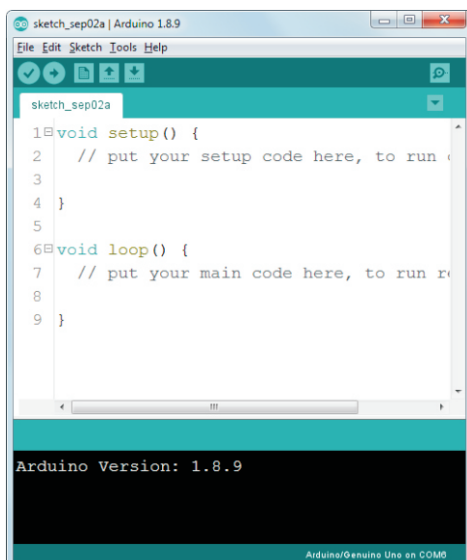 sketch_sep02a | Arduino 1.8.9
File Edit Sketch Tools Help
sketch_sep02a
1 void setup() {
2 // put your setup code here, to run
3
4 }
5
6 void loop() {
7 // put your main code here, to run re
8
9 }
Arduino Version: 1.8.9
Arduino/Genuino Uno on COM6